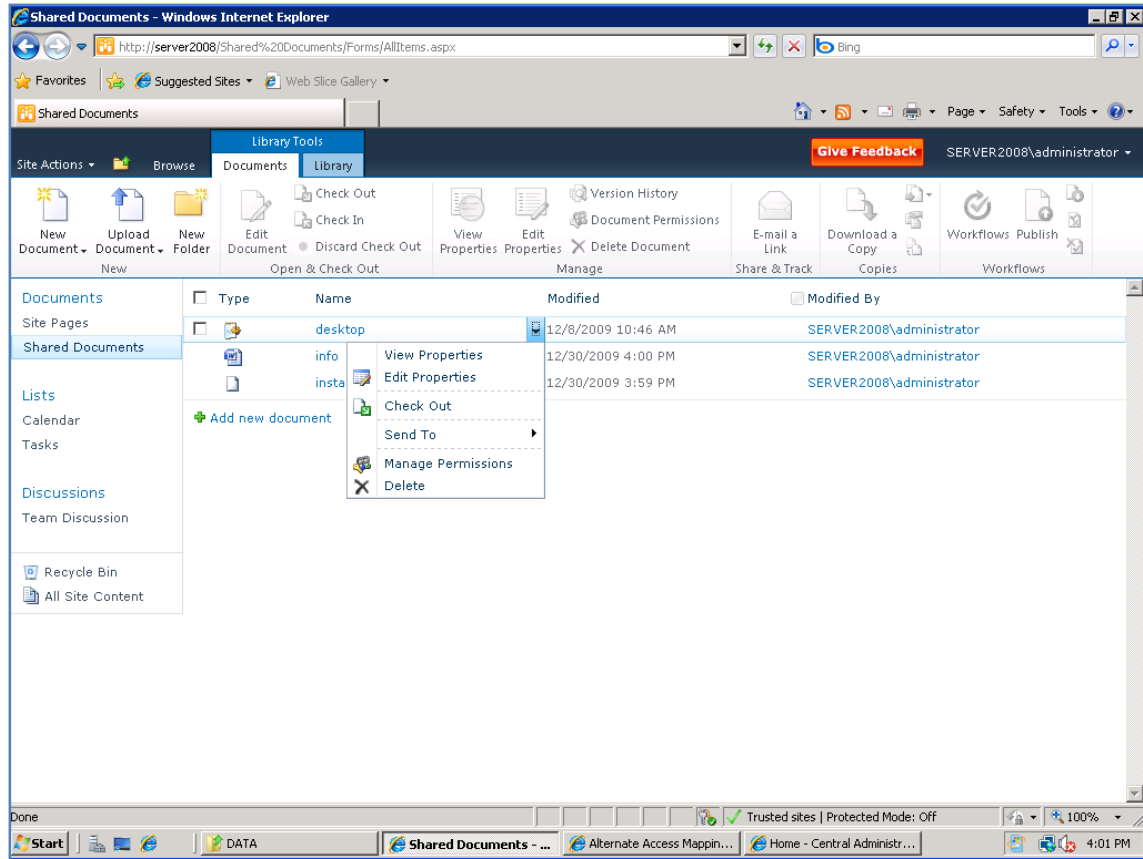 Shared Documents - Windows Internet Explorer
http://server2008/Shared%20Documents/Forms/AllItems.aspx
Bing
Favorites Suggested Sites Web Slice Gallery
Shared Documents
Page Safety Tools
Library Tools
Site Actions Browse Documents Library
Give Feedback
SERVER2008\administrator
New Document
Upload Document
New Folder
New
Edit Document
Check Out
Check In
Discard Check Out
Open & Check Out
View Properties
Edit Properties
Version History
Document Permissions
Delete Document
Manage
E-mail a Link
Share & Track
Download a Copy
Copies
Workflows
Publish
Workflows
Documents
Site Pages
Shared Documents
Lists
Calendar
Tasks
Discussions
Team Discussion
Recycle Bin
All Site Content
Type Name Modified Modified By
desktop 12/8/2009 10:46 AM SERVER2008\administrator
info 12/30/2009 4:00 PM SERVER2008\administrator
insta 12/30/2009 3:59 PM SERVER2008\administrator
Add new document
View Properties
Edit Properties
Check Out
Send To
Manage Permissions
Delete
Done
Trusted sites | Protected Mode: Off
100%
Start
DATA
Shared Documents - ...
Alternate Access Mappin...
Home - Central Administr...
4:01 PM